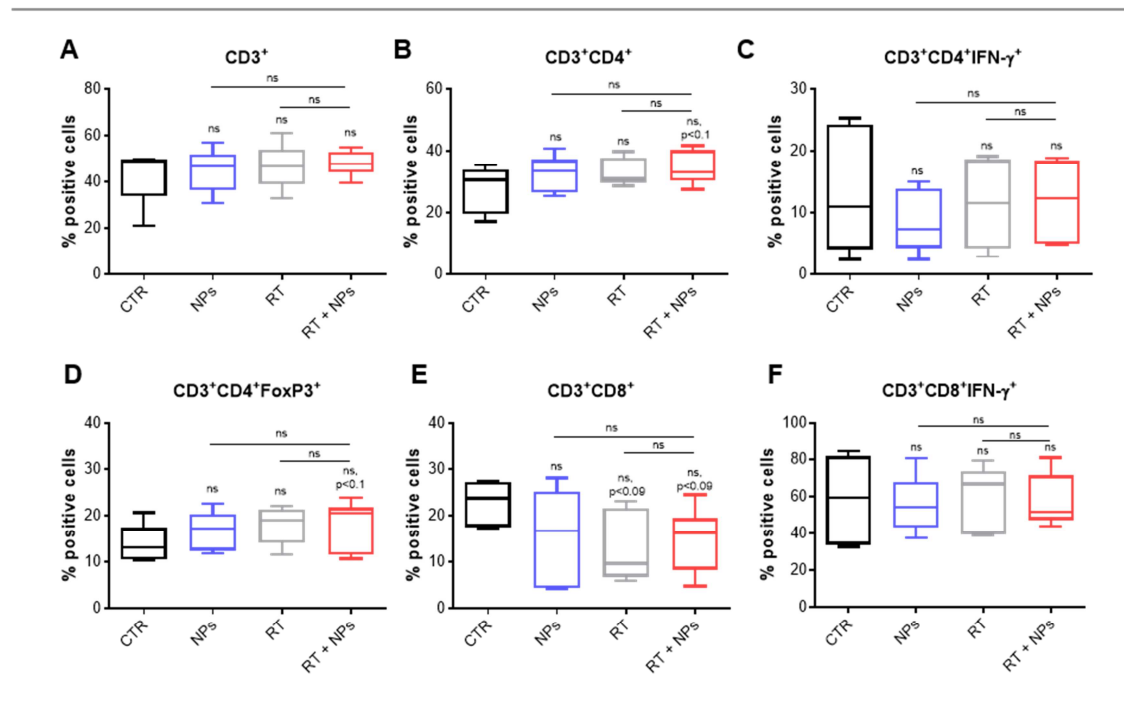 A
CD3⁺
% positive cells
80
60
40
20
0
ns
ns
ns
ns
ns
CTR
NPs
RT
RT + NPs
B
CD3⁺CD4⁺
% positive cells
60
40
20
0
ns
ns
ns
ns
ns,
p<0.1
CTR
NPs
RT
RT + NPs
C
CD3⁺CD4⁺IFN-γ⁺
% positive cells
30
20
10
0
ns
ns
ns
ns
ns
CTR
NPs
RT
RT + NPs
D
CD3⁺CD4⁺FoxP3⁺
% positive cells
40
30
20
10
0
ns
ns
ns
ns
ns,
p<0.1
CTR
NPs
RT
RT + NPs
E
CD3⁺CD8⁺
% positive cells
40
30
20
10
0
ns
ns
ns
ns,
p<0.09
ns,
p<0.09
CTR
NPs
RT
RT + NPs
F
CD3⁺CD8⁺IFN-γ⁺
% positive cells
100
80
60
40
20
0
ns
ns
ns
ns
ns
CTR
NPs
RT
RT + NPs